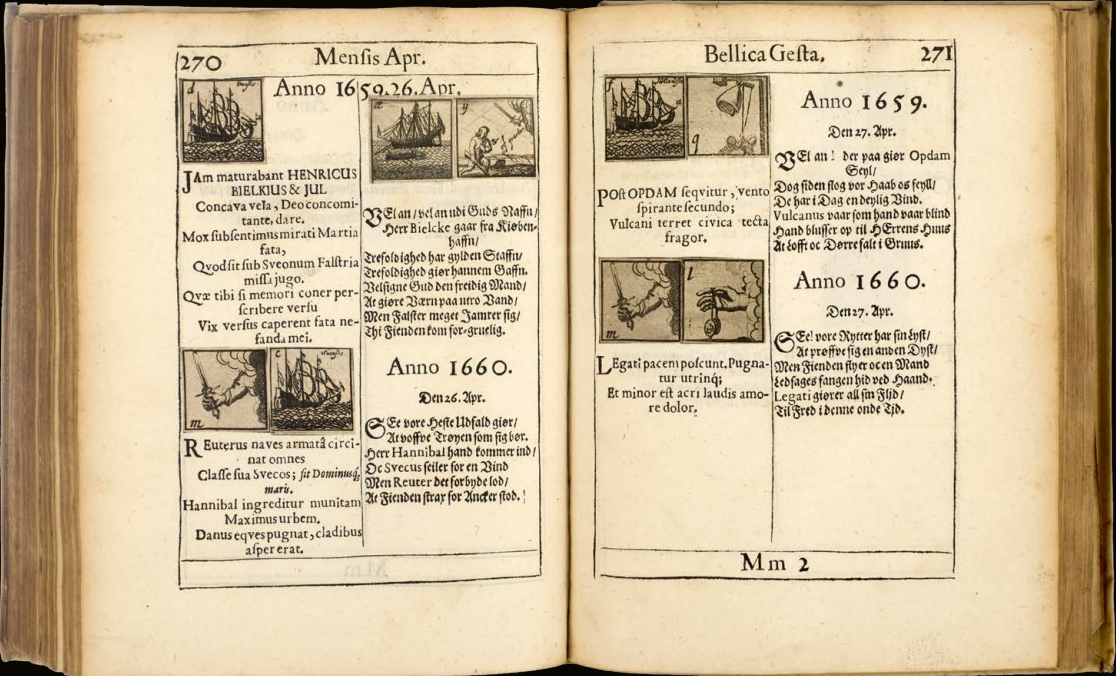 270 Mensis Apr.
Anno 1659.26. Apr.
JAm maturabant HENRICUS
BIELKIUS & JUL
Concava vela, Deo concomi-
tante, dare.
Mox subsentimus mirati Martia
fata,
Qvod sit sub Sveonum Falstria
missa jugo.
Qvæ tibi si memori coner per-
scribere versu
Vix versus caperent fata ne-
fanda mei.
m
REuterus naves armatâ circi-
nat omnes
Classe sua Svecos; sit Dominusq́;
maris.
Hannibal ingreditur munitam
Maximus urbem.
Danus eqves pugnat, cladibus
asper erat.
VEl an / vel an udi Guds Naffn /
Herr Bielcke gaar fra Kiøben-
haffn /
Trefoldighed har gylden Staffn /
Trefoldighed giør hannem Gaffn.
Velsigne Gud den freidig Mand /
At giøre Værn paa utro Vand /
Men Falster meget Jamrer sig /
Thi Fienden kom for-gruelig.
Anno 1660.
Den 26. Apr.
SEe vore Heste Udfald giør /
At voffve Trøyen som sig bør.
Herr Hannibal hand kommer ind /
Oc Svecus seiler for en Vind
Men Reuter det forbyde lod /
At Fienden strax for Ancker stod.
Bellica Gesta. 271
q
POst OPDAM seqvitur, vento
spirante secundo;
Vulcani terret civica tecta
fragor.
m
l
LEgati pacem poscunt. Pugna-
tur utrinq;
Et minor est acri laudis amo-
re dolor.
Anno 1659.
Den 27. Apr.
VEl an! der paa giør Opdam
Seyl /
Dog siden slog vor Haab os feyll /
De har i Dag en deylig Vind.
Vulcanus vaar som hand vaar blind
Hand blusser op til HErrens Huus
At Lofft oc Dørre falt i Gruus.
Anno 1660.
Den 27. Apr.
SEe! vore Rytter har sin Lyst /
At prøffve sig en anden Dyst /
Men Fienden flyer oc en Mand
Ledsages fangen hid ved Haand.
Legati giører all sin Flid /
Til Fred i denne onde Tjd.
Mm 2